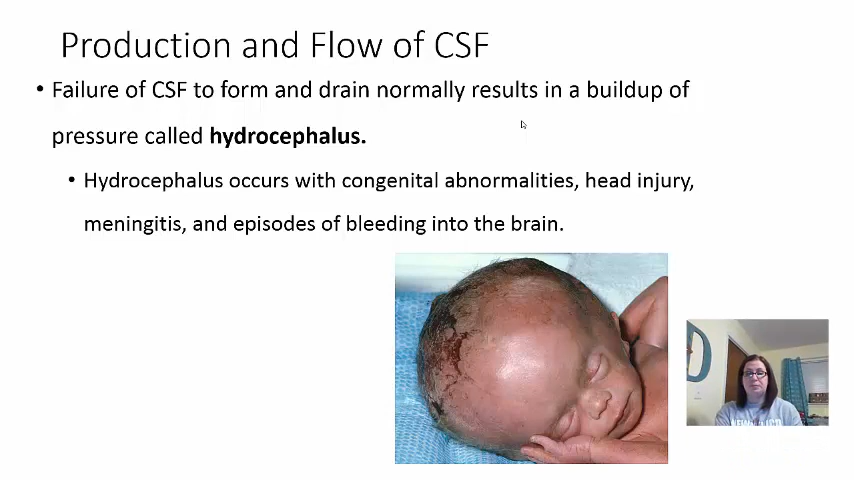 Production and Flow of CSF
• Failure of CSF to form and drain normally results in a buildup of
pressure called hydrocephalus.
• Hydrocephalus occurs with congenital abnormalities, head injury,
meningitis, and episodes of bleeding into the brain.
D